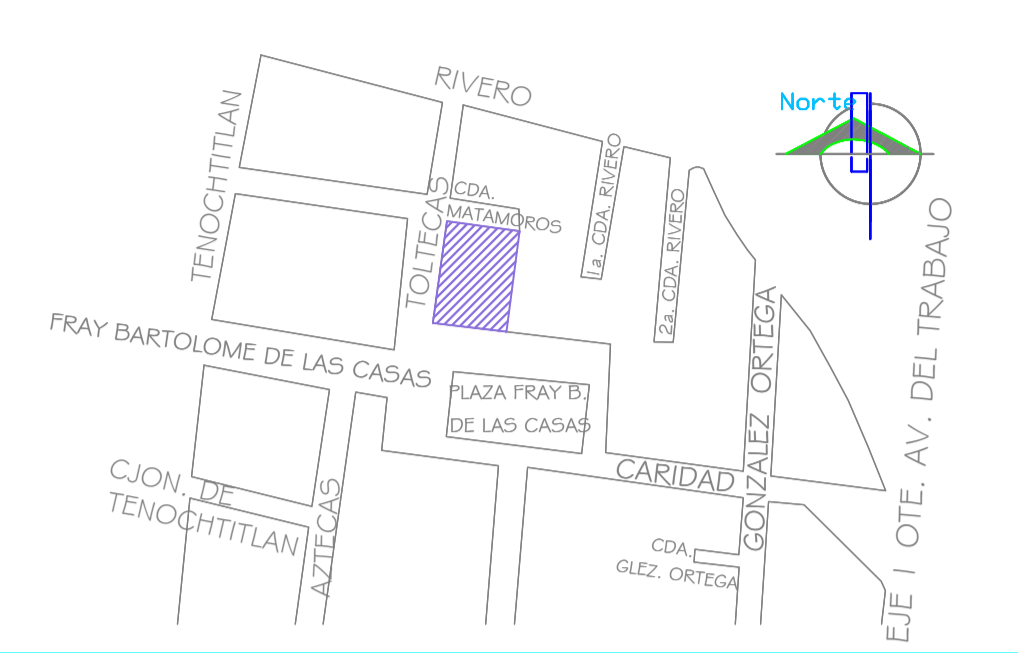 RIVERO
Norte
TENOCHTITLAN
TOLTECAS
CDA.
MATAMOROS
1a. CDA. RIVERO
2a. CDA. RIVERO
FRAY BARTOLOME DE LAS CASAS
PLAZA FRAY B.
DE LAS CASAS
GONZALEZ ORTEGA
EJE 1 OTE. AV. DEL TRABAJO
CARIDAD
CJON. DE
TENOCHTITLAN
AZTECAS
CDA.
GLEZ. ORTEGA